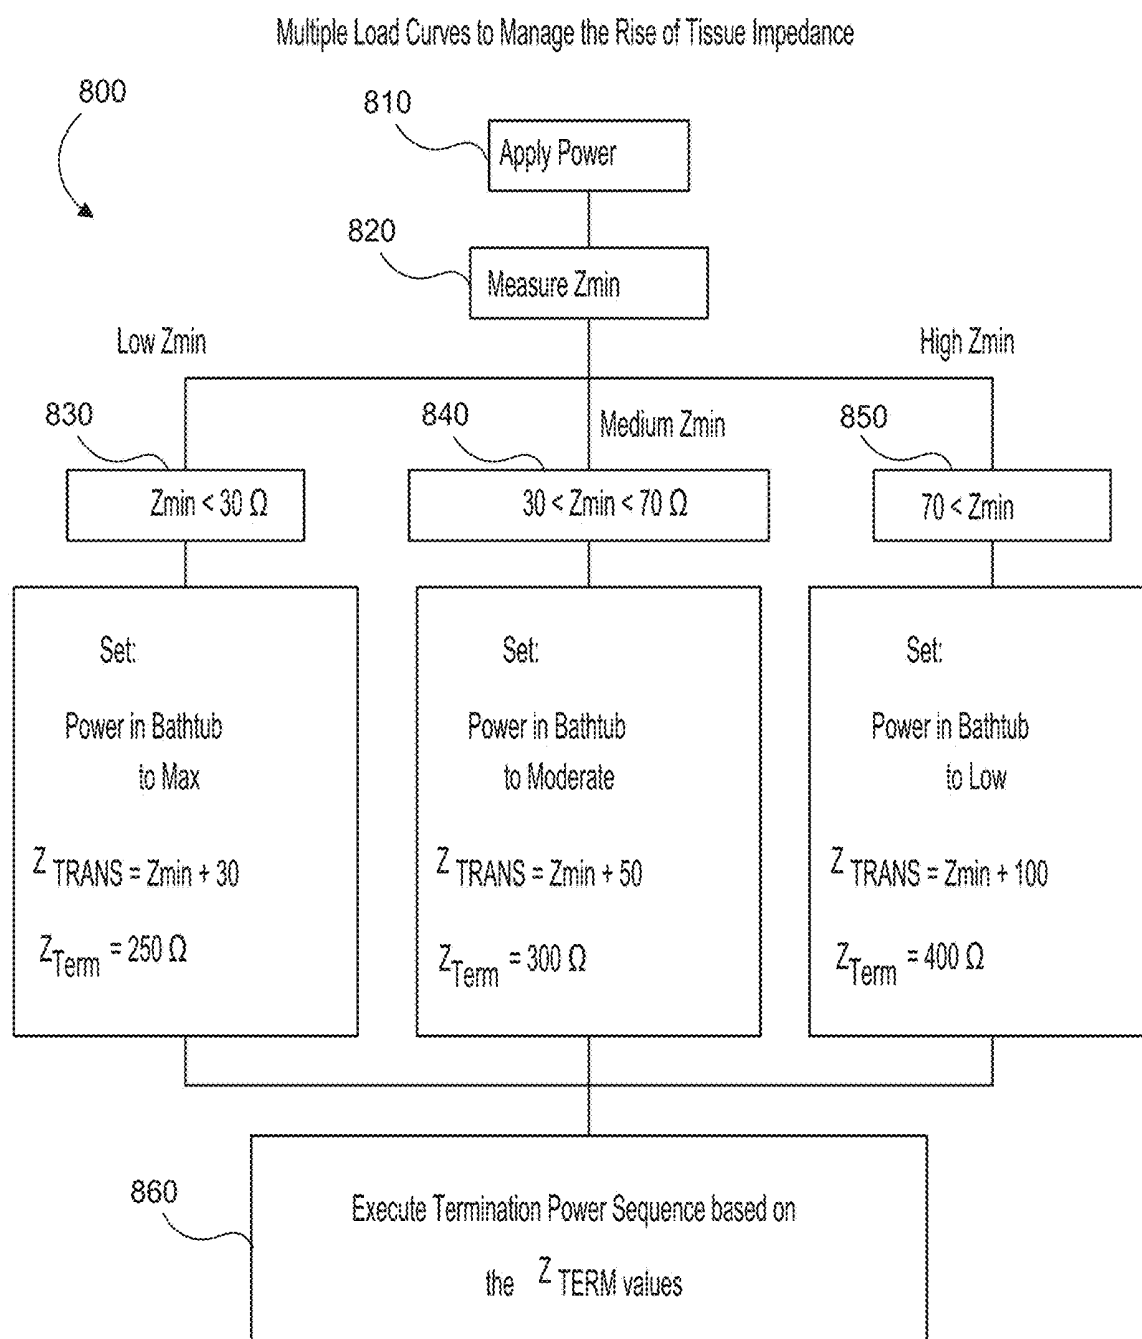 Multiple Load Curves to Manage the Rise of Tissue Impedance
800
810
Apply Power
820
Measure Zmin
Low Zmin
High Zmin
830
840
Medium Zmin
850
Zmin < 30 Ω
30 < Zmin < 70 Ω
70 < Zmin
Set:
Power in Bathtub
to Max
Z TRANS = Zmin + 30
ZTerm = 250 Ω
Set:
Power in Bathtub
to Moderate
Z TRANS = Zmin + 50
ZTerm = 300 Ω
Set:
Power in Bathtub
to Low
Z TRANS = Zmin + 100
ZTerm = 400 Ω
860
Execute Termination Power Sequence based on
the Z TERM values